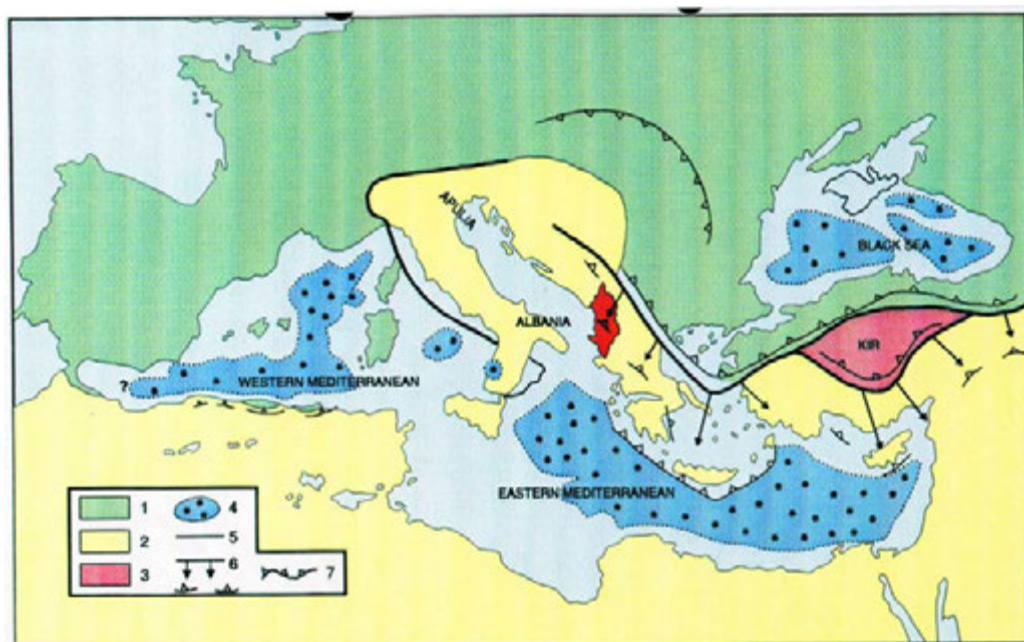 APULIA
BLACK SEA
ALBANIA
KIR
?
WESTERN MEDITERRANEAN
EASTERN MEDITERRANEAN
1
4
2
5
3
6
7